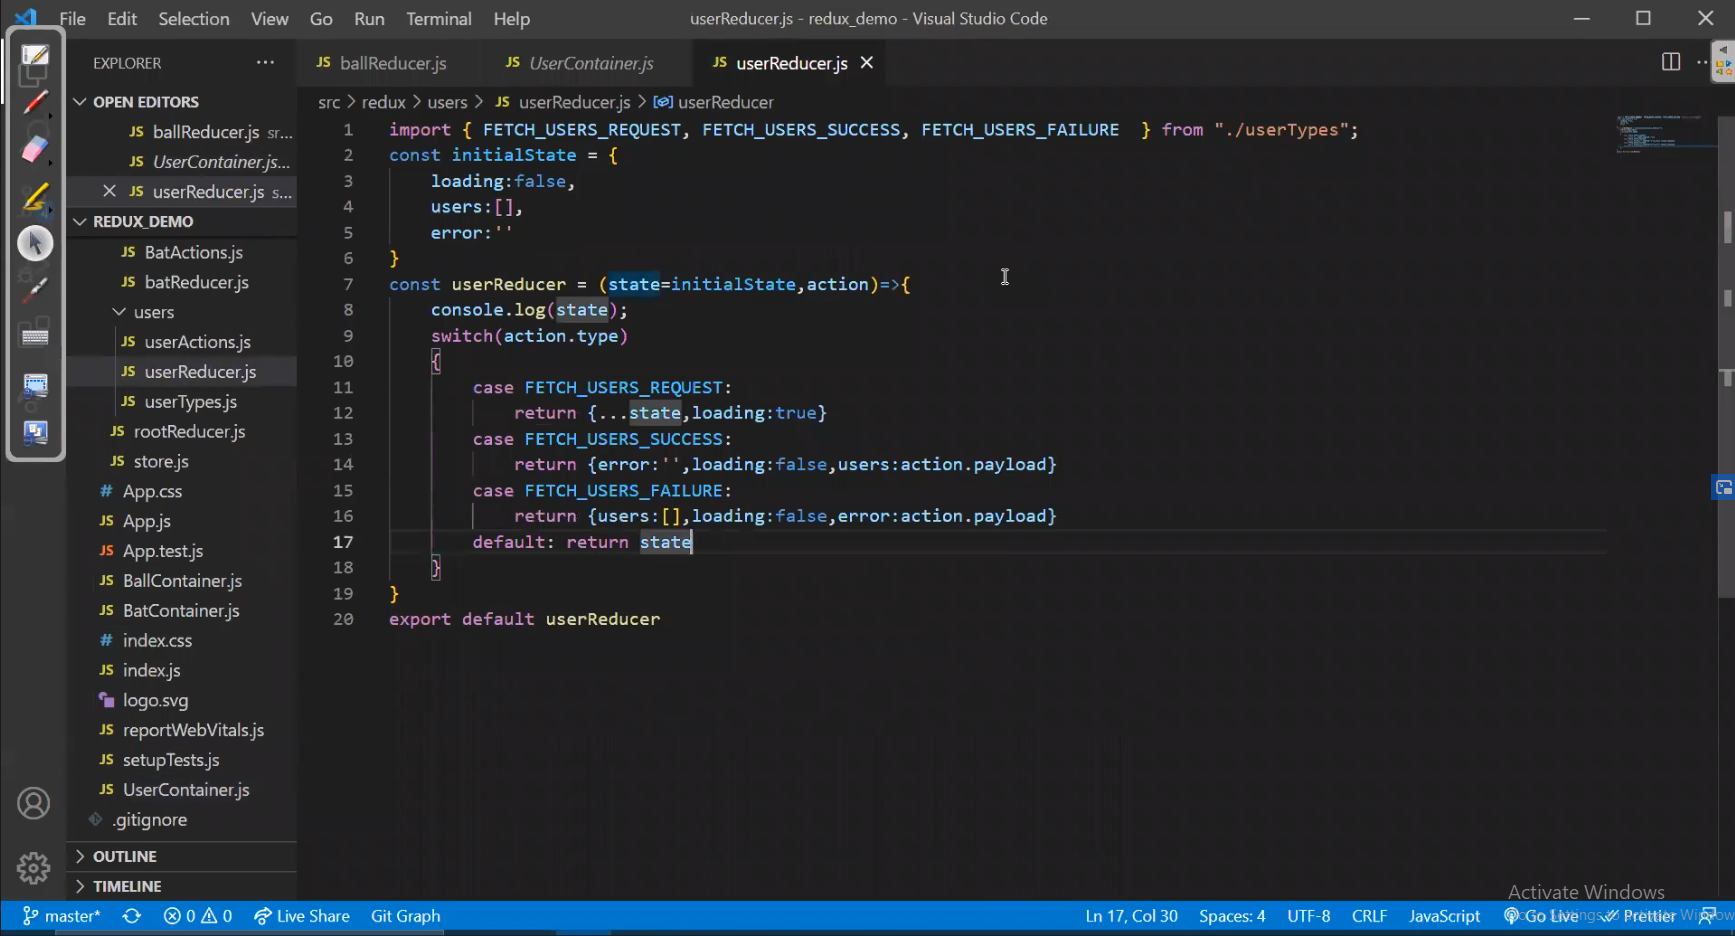 File Edit Selection View Go Run Terminal Help
userReducer.js - redux_demo - Visual Studio Code
EXPLORER
JS ballReducer.js
JS UserContainer.js
JS userReducer.js
OPEN EDITORS
JS ballReducer.js sr...
JS UserContainer.js...
JS userReducer.js s...
REDUX_DEMO
JS BatActions.js
JS batReducer.js
users
JS userActions.js
JS userReducer.js
JS userTypes.js
JS rootReducer.js
JS store.js
# App.css
JS App.js
JS App.test.js
JS BallContainer.js
JS BatContainer.js
# index.css
JS index.js
logo.svg
JS reportWebVitals.js
JS setupTests.js
JS UserContainer.js
.gitignore
OUTLINE
TIMELINE
src > redux > users > JS userReducer.js > userReducer
1 import { FETCH_USERS_REQUEST, FETCH_USERS_SUCCESS, FETCH_USERS_FAILURE } from "./userTypes";
2 const initialState = {
3 loading:false,
4 users:[],
5 error:''
6 }
7 const userReducer = (state=initialState,action)=>{
8 console.log(state);
9 switch(action.type)
10 {
11 case FETCH_USERS_REQUEST:
12 return {...state,loading:true}
13 case FETCH_USERS_SUCCESS:
14 return {error:'',loading:false,users:action.payload}
15 case FETCH_USERS_FAILURE:
16 return {users:[],loading:false,error:action.payload}
17 default: return state
18 }
19 }
20 export default userReducer
Activate Windows
Go to Settings to activate Windows
master* 0 0 Live Share Git Graph
Ln 17, Col 30 Spaces: 4 UTF-8 CRLF JavaScript Go Live Prettier